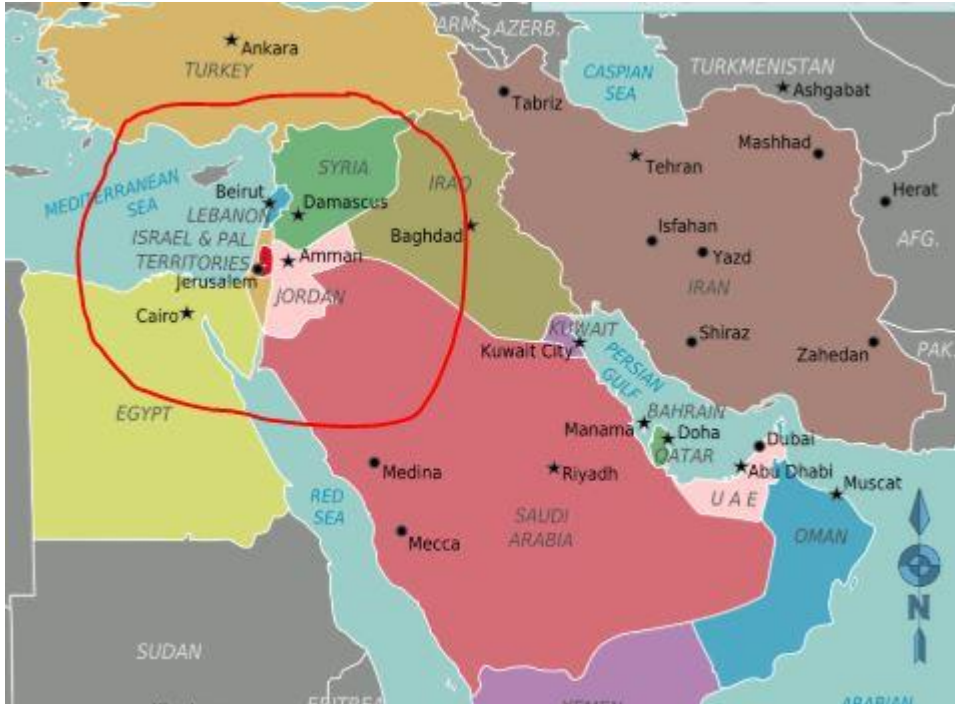 ARM.
AZERB.
Ankara
TURKEY
CASPIAN
SEA
TURKMENISTAN
Ashgabat
Tabriz
Mashhad
Tehran
SYRIA
IRAQ
Herat
MEDITERRANEAN
SEA
Beirut
LEBANON
Damascus
ISRAEL & PAL.
TERRITORIES
Baghdad
Isfahan
Yazd
AFG.
Amman
Jerusalem
JORDAN
IRAN
Cairo
KUWAIT
Kuwait City
Shiraz
Zahedan
PAK.
PERSIAN
GULF
EGYPT
BAHRAIN
Manama
Doha
QATAR
Dubai
Abu Dhabi
Medina
Riyadh
U A E
Muscat
RED
SEA
SAUDI
ARABIA
Mecca
OMAN
N
SUDAN
ERITREA
YEMEN
ARABIAN